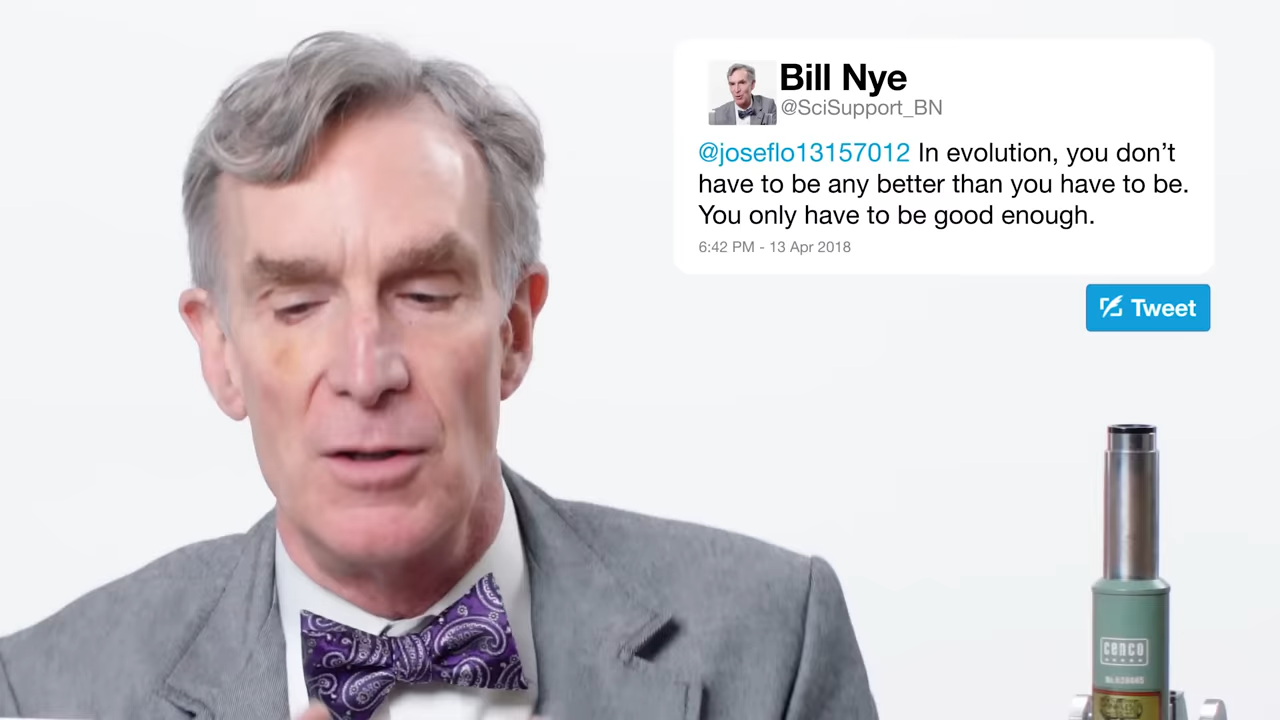 Bill Nye
@SciSupport_BN
@joseflo13157012 In evolution, you don’t
have to be any better than you have to be.
You only have to be good enough.
6:42 PM - 13 Apr 2018
Tweet
cenco